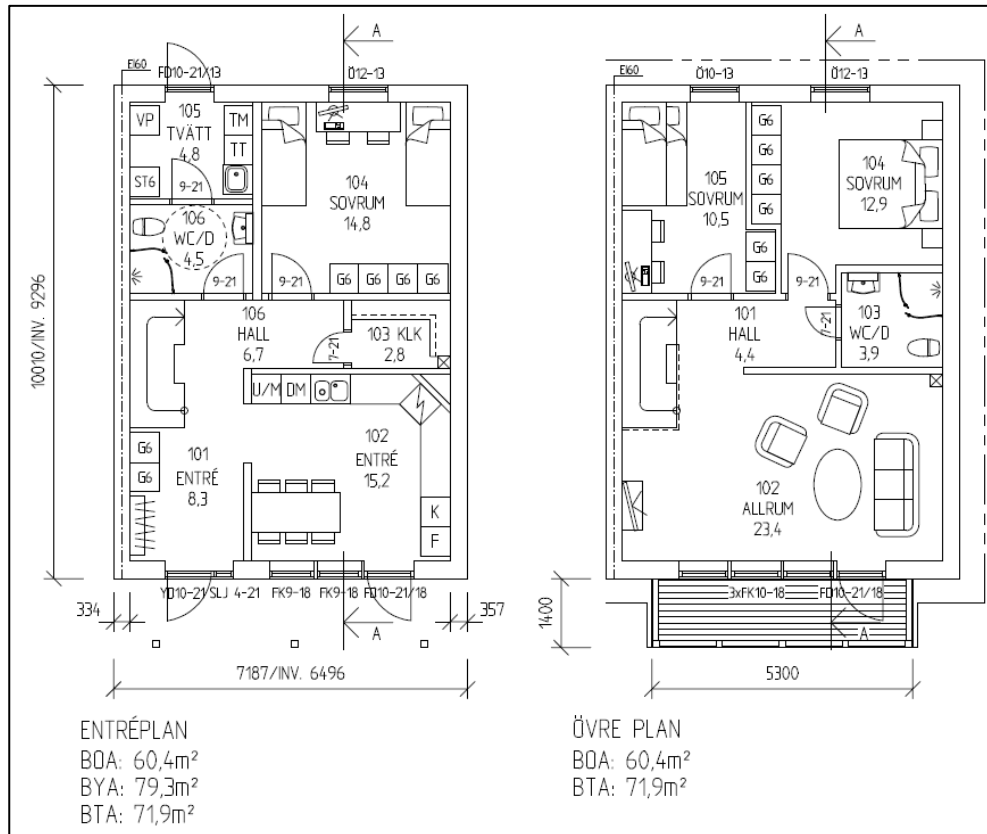 A
EI60
FD10-21/13
Ö12-13
VP
105
TVÄTT
4,8
TM
TT
ST6
9-21
104
SOVRUM
14,8
106
WC/D
4,5
9-21
9-21
G6 G6 G6 G6
10010/INV. 9296
106
HALL
6,7
7-21
103 KLK
2,8
U/M DM
G6
G6
101
ENTRÉ
8,3
102
ENTRÉ
15,2
K
F
YD10-21 SLJ 4-21 FK9-18 FK9-18 FD10-21/18
334
357
A
7187/INV. 6496
ENTRÉPLAN
BOA: 60,4m²
BYA: 79,3m²
BTA: 71,9m²
A
EI60
Ö10-13
Ö12-13
G6
G6
G6
G6
G6
G6
105
SOVRUM
10,5
104
SOVRUM
12,9
9-21
9-21
101
HALL
4,4
7-21
103
WC/D
3,9
102
ALLRUM
23,4
3xFK10-18 FD10-21/18
1400
A
5300
ÖVRE PLAN
BOA: 60,4m²
BTA: 71,9m²